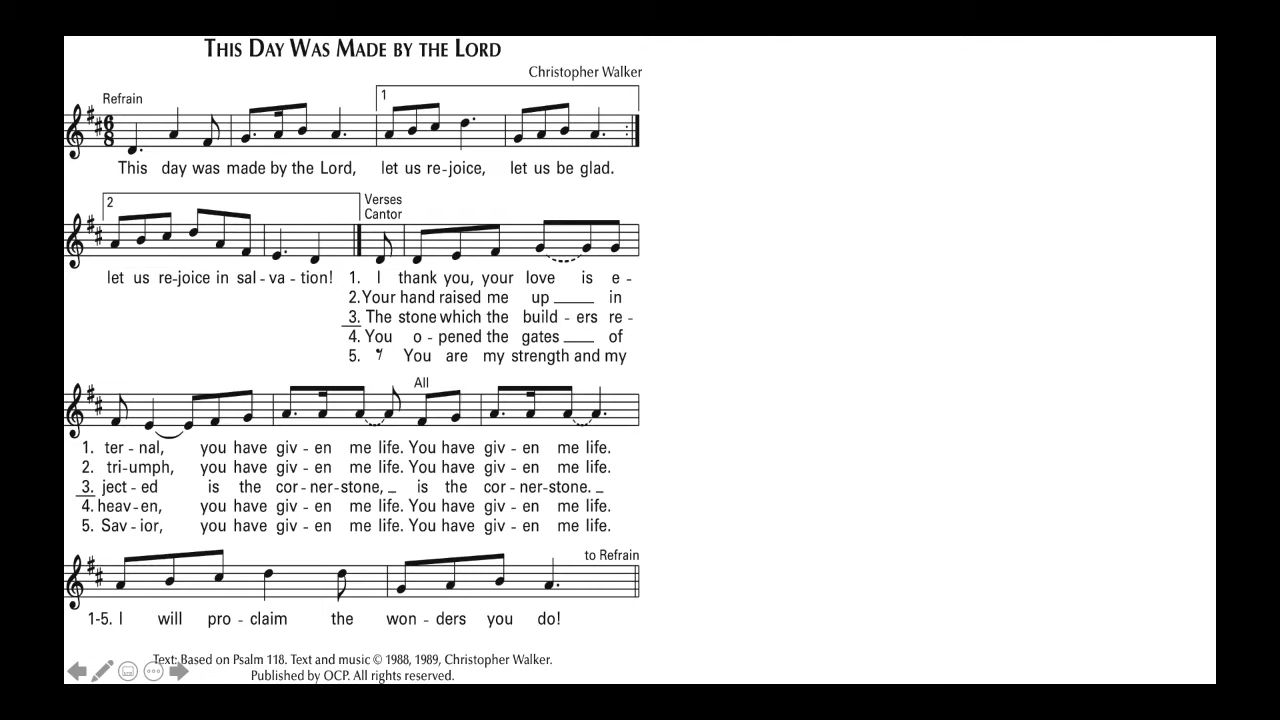 THIS DAY WAS MADE BY THE LORD
Christopher Walker
Refrain
1
6
8
This day was made by the Lord, let us re-joice, let us be glad.
2
Verses
Cantor
let us re-joice in sal-va-tion! 1. I thank you, your love is e-
2. Your hand raised me up ____ in
3. The stone which the build-ers re-
4. You o-pened the gates ____ of
5. You are my strength and my
All
1. ter-nal, you have giv-en me life. You have giv-en me life.
2. tri-umph, you have giv-en me life. You have giv-en me life.
3. ject-ed is the cor-ner-stone, _ is the cor-ner-stone. _
4. heav-en, you have giv-en me life. You have giv-en me life.
5. Sav-ior, you have giv-en me life. You have giv-en me life.
to Refrain
1-5. I will pro-claim the won-ders you do!
Text: Based on Psalm 118. Text and music © 1988, 1989, Christopher Walker.
Published by OCP. All rights reserved.